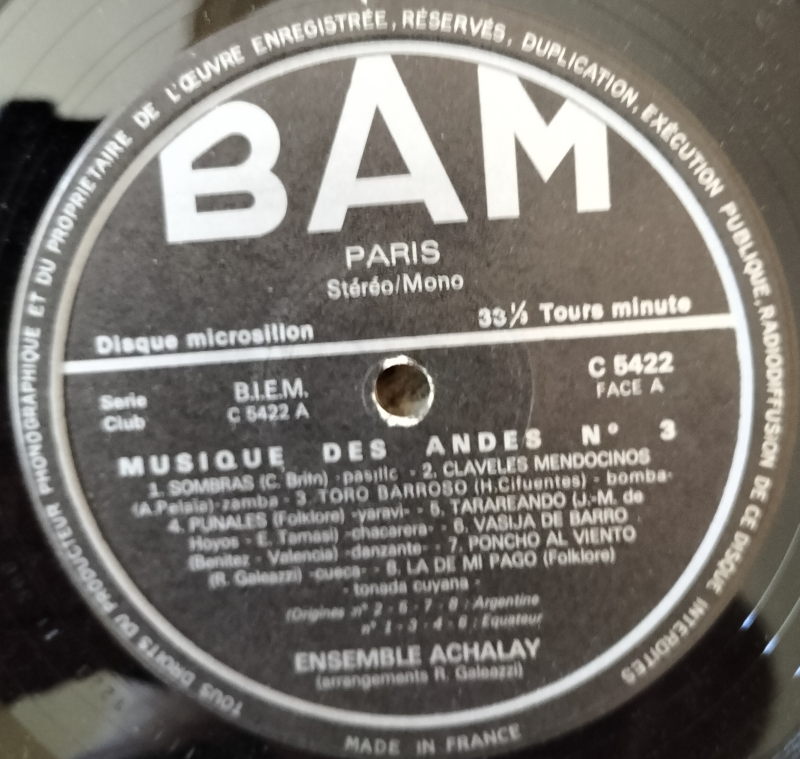 TOUS DROITS DU PRODUCTEUR PHONOGRAPHIQUE ET DU PROPRIETAIRE DE L'ŒUVRE ENREGISTRÉE, RÉSERVÉS, DUPLICATION, EXÉCUTION PUBLIQUE, RADIODIFFUSION DE CE DISQUE INTERDITES
BAM
PARIS
Stéréo/Mono
Disque microsillon 33⅓ Tours minute
Serie Club
B.I.E.M.
C 5422 A
C 5422
FACE A
MUSIQUE DES ANDES N° 3
1. SOMBRAS (C. Brito) -pasillo - 2. CLAVELES MENDOCINOS
(A.Pelaia)-zamba - 3. TORO BARROSO (H.Cifuentes) - bomba-
4. PUNALES (Folklore) -yaravi- - 5. TARAREANDO (J.-M. de
Hoyos - E. Tamasi) -chacarera- - 6. VASIJA DE BARRO
(Benitez - Valencia) -danzante- - 7. PONCHO AL VIENTO
(R. Galeazzi) -cueca- - 8. LA DE MI PAGO (Folklore)
- tonada cuyana -
(Origines n° 2 - 5 - 7 - 8 : Argentine
n° 1 - 3 - 4 - 6 : Equateur
ENSEMBLE ACHALAY
(arrangements R. Galeazzi)
MADE IN FRANCE